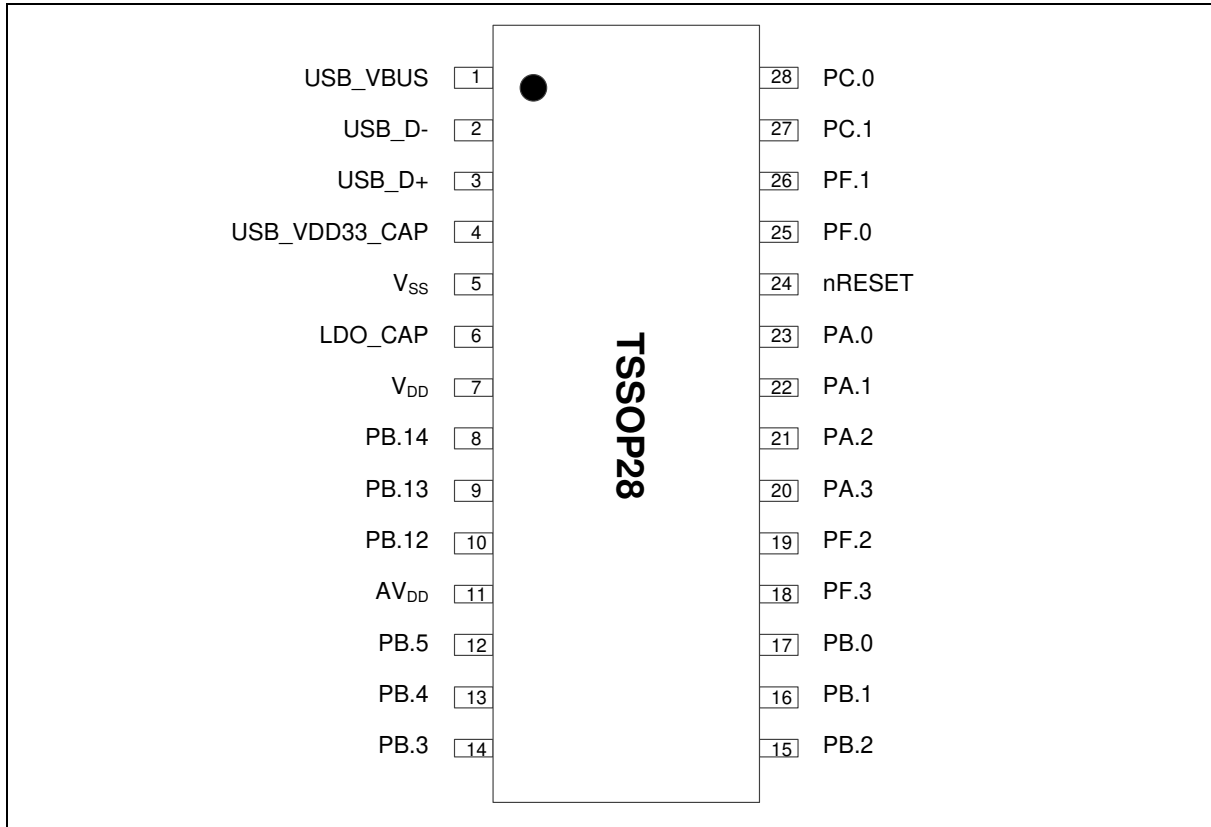 USB_VBUS 1 28 PC.0
USB_D- 2 27 PC.1
USB_D+ 3 26 PF.1
USB_VDD33_CAP 4 25 PF.0
VSS 5 24 nRESET
LDO_CAP 6 23 PA.0
VDD 7 22 PA.1
PB.14 8 21 PA.2
PB.13 9 20 PA.3
PB.12 10 19 PF.2
AVDD 11 18 PF.3
PB.5 12 17 PB.0
PB.4 13 16 PB.1
PB.3 14 15 PB.2
TSSOP28